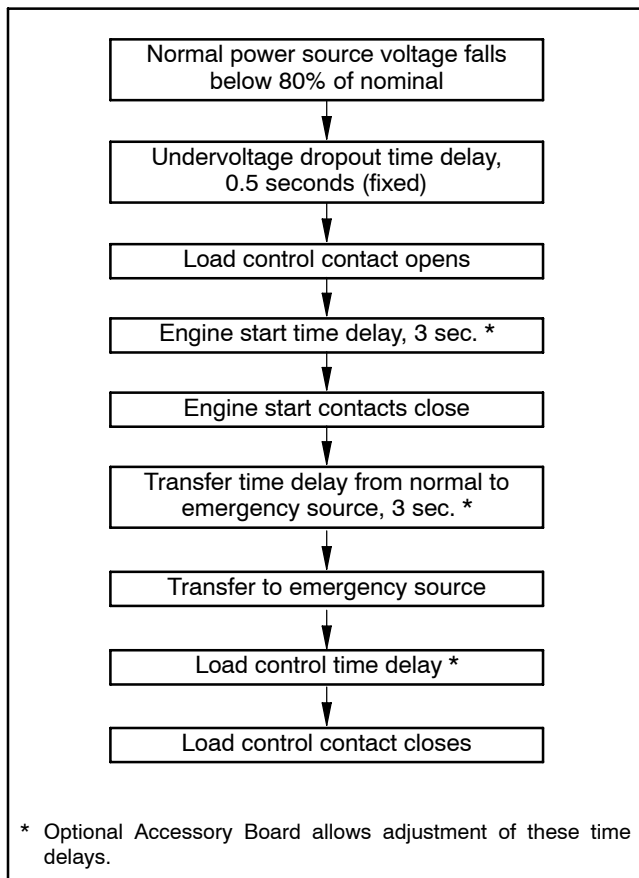 Normal power source voltage falls
below 80% of nominal
Undervoltage dropout time delay,
0.5 seconds (fixed)
Load control contact opens
Engine start time delay, 3 sec. *
Engine start contacts close
Transfer time delay from normal to
emergency source, 3 sec. *
Transfer to emergency source
Load control time delay *
Load control contact closes
* Optional Accessory Board allows adjustment of these time
delays.